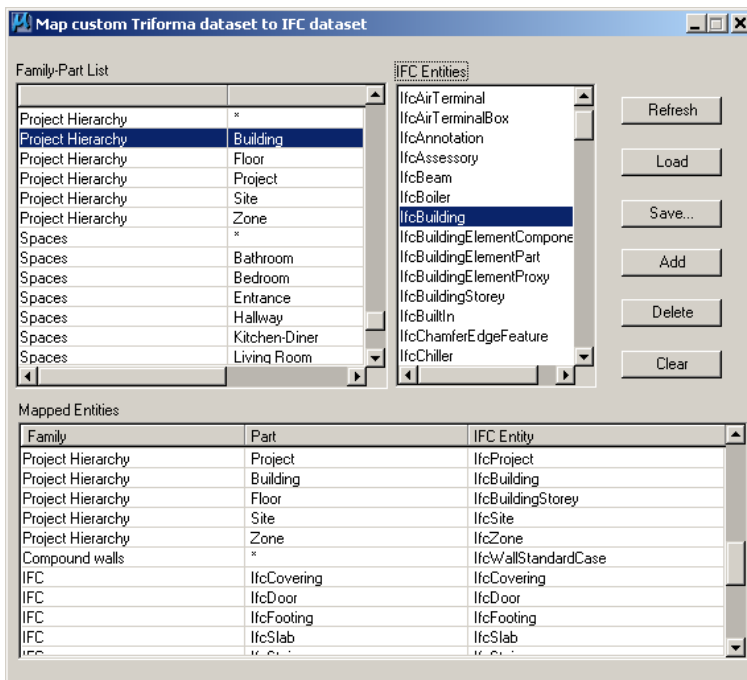 Map custom Triforma dataset to IFC dataset
Family-Part List
Project Hierarchy *
Project Hierarchy Building
Project Hierarchy Floor
Project Hierarchy Project
Project Hierarchy Site
Project Hierarchy Zone
Spaces *
Spaces Bathroom
Spaces Bedroom
Spaces Entrance
Spaces Hallway
Spaces Kitchen-Diner
Spaces Living Room
IFC Entities
IfcAirTerminal
IfcAirTerminalBox
IfcAnnotation
IfcAssessory
IfcBeam
IfcBoiler
IfcBuilding
IfcBuildingElementCompone
IfcBuildingElementPart
IfcBuildingElementProxy
IfcBuildingStorey
IfcBuiltIn
IfcChamferEdgeFeature
IfcChiller
Refresh
Load
Save...
Add
Delete
Clear
Mapped Entities
Family Part IFC Entity
Project Hierarchy Project IfcProject
Project Hierarchy Building IfcBuilding
Project Hierarchy Floor IfcBuildingStorey
Project Hierarchy Site IfcSite
Project Hierarchy Zone IfcZone
Compound walls * IfcWallStandardCase
IFC IfcCovering IfcCovering
IFC IfcDoor IfcDoor
IFC IfcFooting IfcFooting
IFC IfcSlab IfcSlab